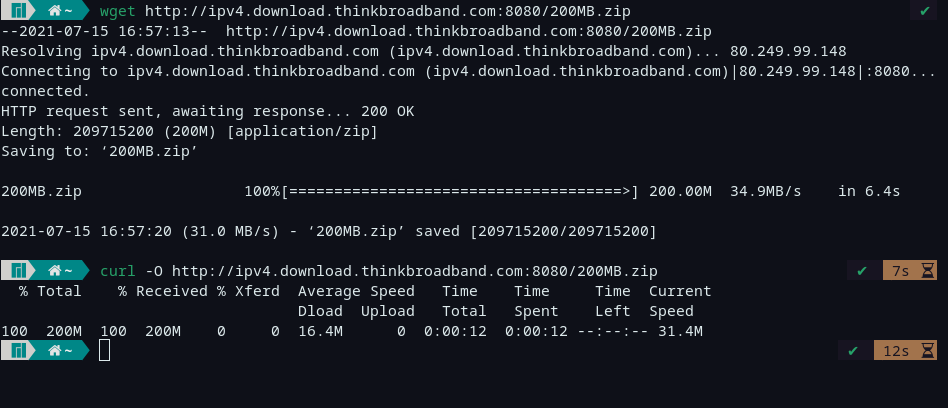 ~ wget http://ipv4.download.thinkbroadband.com:8080/200MB.zip ✔
--2021-07-15 16:57:13--  http://ipv4.download.thinkbroadband.com:8080/200MB.zip
Resolving ipv4.download.thinkbroadband.com (ipv4.download.thinkbroadband.com)... 80.249.99.148
Connecting to ipv4.download.thinkbroadband.com (ipv4.download.thinkbroadband.com)|80.249.99.148|:8080...
connected.
HTTP request sent, awaiting response... 200 OK
Length: 209715200 (200M) [application/zip]
Saving to: ‘200MB.zip’
200MB.zip                  100%[=====================================>] 200.00M  34.9MB/s    in 6.4s
2021-07-15 16:57:20 (31.0 MB/s) - ‘200MB.zip’ saved [209715200/209715200]
~ curl -O http://ipv4.download.thinkbroadband.com:8080/200MB.zip ✔ 7s
  % Total    % Received % Xferd  Average Speed   Time    Time     Time  Current
                                 Dload  Upload   Total   Spent    Left  Speed
100  200M  100  200M    0     0  16.4M      0  0:00:12  0:00:12 --:--:-- 31.4M
~ ✔ 12s